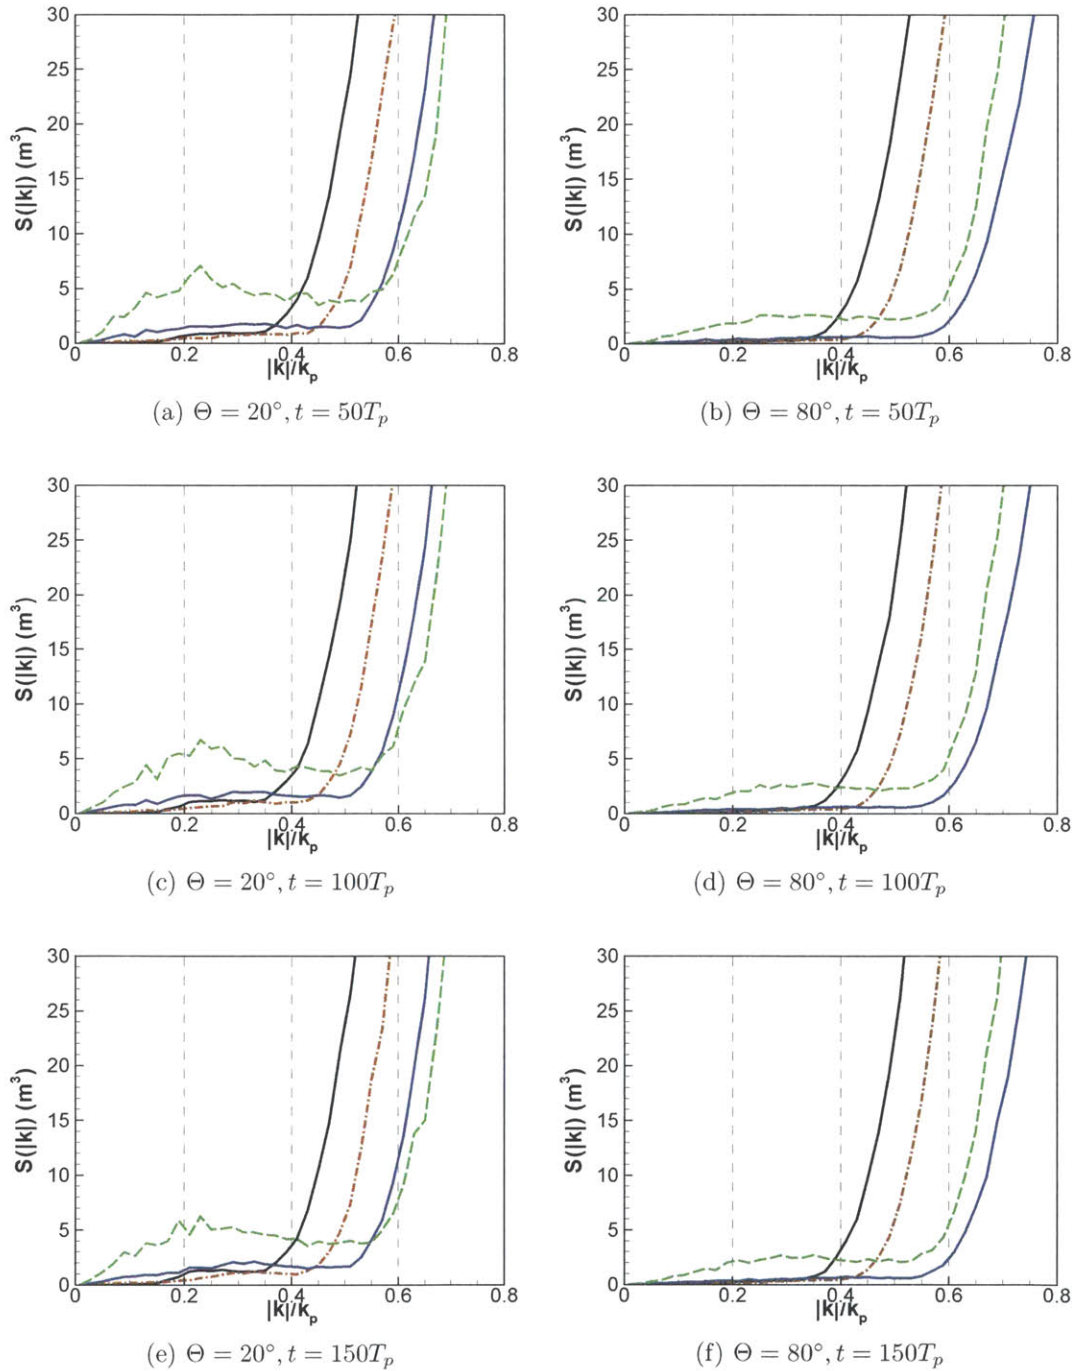 30
25
20
15
10
5
0
S(|k|) (m³)
0 0.2 0.4 0.6 0.8
|k|/kₚ
(a) Θ = 20°, t = 50Tₚ
30
25
20
15
10
5
0
S(|k|) (m³)
0 0.2 0.4 0.6 0.8
|k|/kₚ
(b) Θ = 80°, t = 50Tₚ
30
25
20
15
10
5
0
S(|k|) (m³)
0 0.2 0.4 0.6 0.8
|k|/kₚ
(c) Θ = 20°, t = 100Tₚ
30
25
20
15
10
5
0
S(|k|) (m³)
0 0.2 0.4 0.6 0.8
|k|/kₚ
(d) Θ = 80°, t = 100Tₚ
30
25
20
15
10
5
0
S(|k|) (m³)
0 0.2 0.4 0.6 0.8
|k|/kₚ
(e) Θ = 20°, t = 150Tₚ
30
25
20
15
10
5
0
S(|k|) (m³)
0 0.2 0.4 0.6 0.8
|k|/kₚ
(f) Θ = 80°, t = 150Tₚ